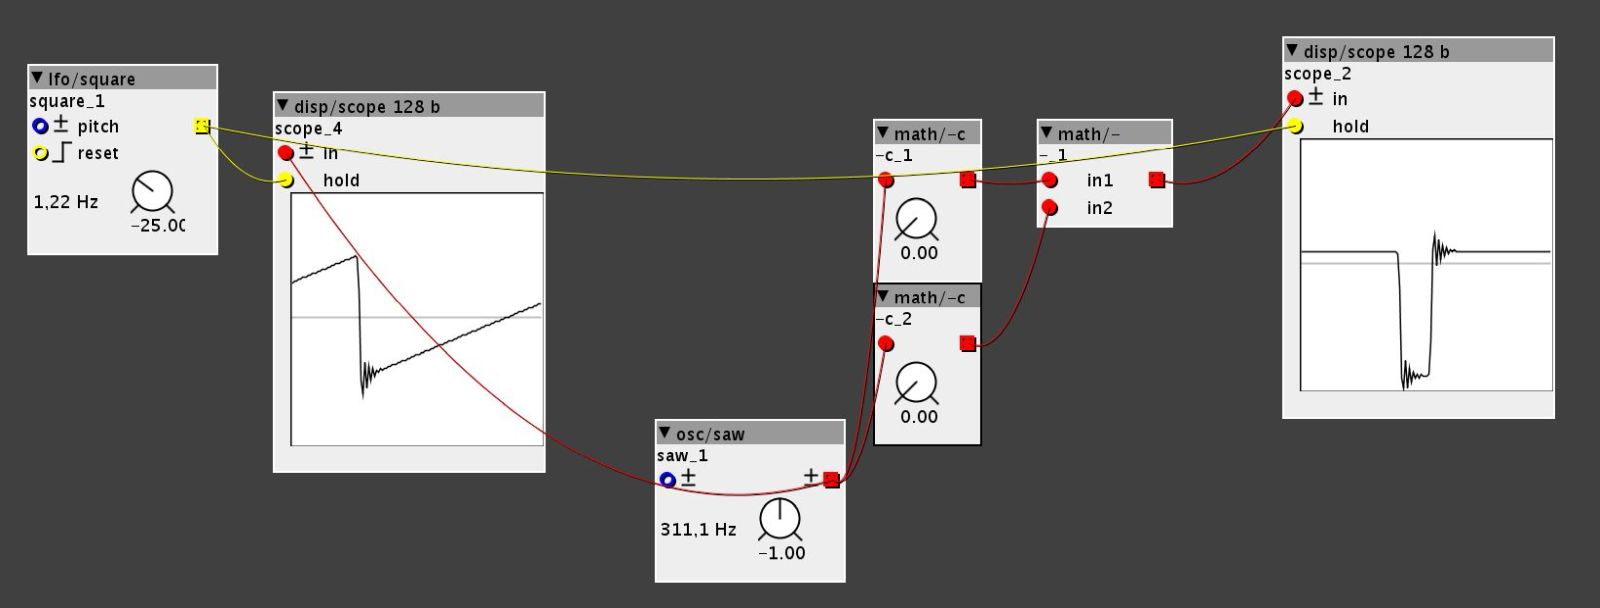 lfo/square
square_1
± pitch
reset
1,22 Hz
-25.00
disp/scope 128 b
scope_4
± in
hold
osc/saw
saw_1
± ±
311,1 Hz
-1.00
math/-c
-c_1
0.00
math/-c
-c_2
0.00
math/-
-_1
in1
in2
disp/scope 128 b
scope_2
± in
hold